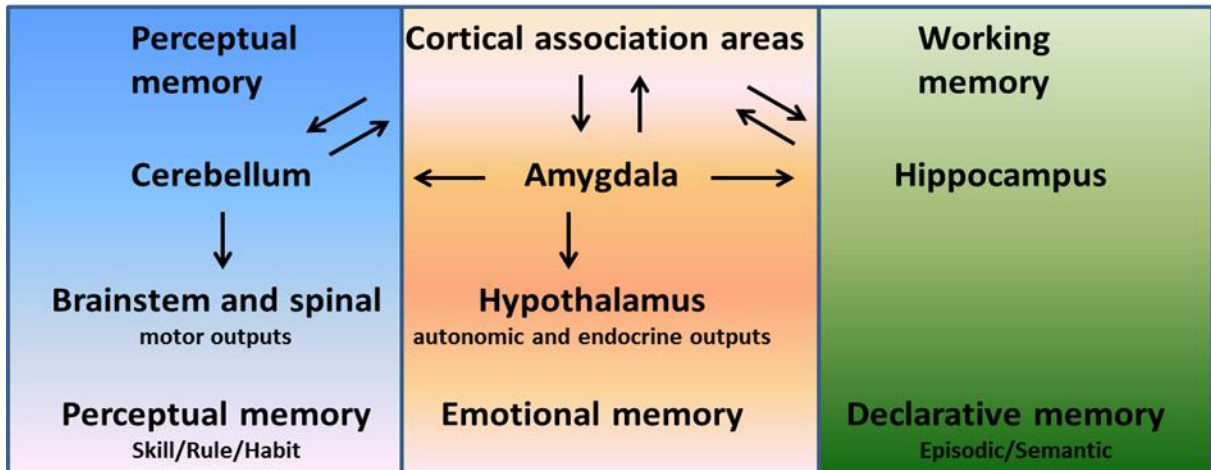 Perceptual
memory
Cortical association areas
Working
memory
Cerebellum
Amygdala
Hippocampus
Brainstem and spinal
motor outputs
Hypothalamus
autonomic and endocrine outputs
Perceptual memory
Skill/Rule/Habit
Emotional memory
Declarative memory
Episodic/Semantic